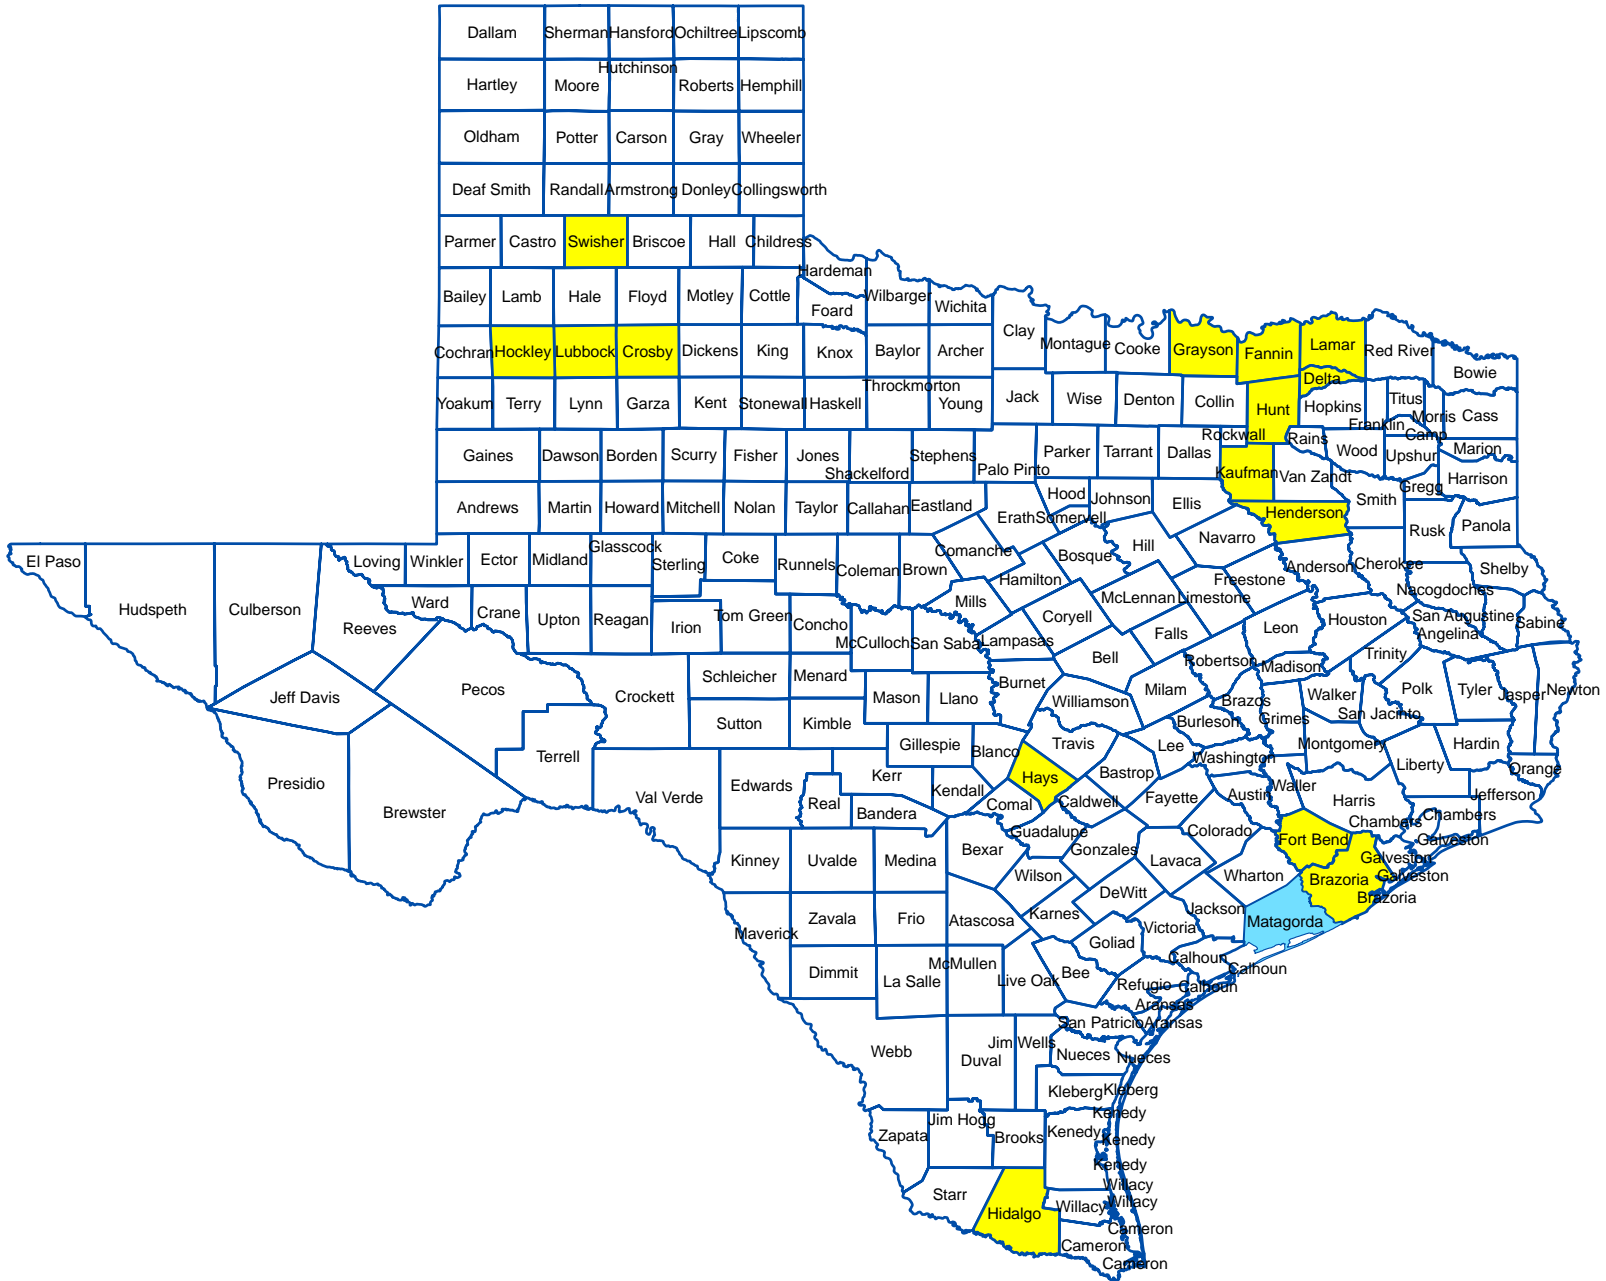 Dallam Sherman Hansford Ochiltree Lipscomb
Hartley Moore Hutchinson Roberts Hemphill
Oldham Potter Carson Gray Wheeler
Deaf Smith Randall Armstrong Donley Collingsworth
Parmer Castro Swisher Briscoe Hall Childress
Hardeman
Bailey Lamb Hale Floyd Motley Cottle Foard Wilbarger Wichita
Clay Montague Cooke Grayson Fannin Lamar Red River Bowie
Cochran Hockley Lubbock Crosby Dickens King Knox Baylor Archer
Delta
Yoakum Terry Lynn Garza Kent Stonewall Haskell Throckmorton Young Jack Wise Denton Collin Hunt Hopkins Franklin Titus Morris Cass
Camp
Gaines Dawson Borden Scurry Fisher Jones Shackelford Stephens Palo Pinto Parker Tarrant Dallas Rockwall Rains Wood Upshur Marion
Kaufman Van Zandt Gregg Harrison
Andrews Martin Howard Mitchell Nolan Taylor Callahan Eastland Erath Hood Somervell Johnson Ellis Henderson Smith Rusk Panola
El Paso Hudspeth Culberson Reeves Loving Winkler Ector Midland Glasscock Sterling Coke Runnels Coleman Brown Comanche Hamilton Bosque Hill Navarro Anderson Cherokee Shelby
Nacogdoches
Ward Crane Upton Reagan Irion Tom Green Concho McCulloch San Saba Mills Lampasas Coryell McLennan Limestone Freestone Leon Houston San Augustine Sabine
Angelina
Jeff Davis Pecos Crockett Schleicher Menard Mason Llano Burnet Bell Falls Robertson Madison Trinity
Williamson Milam Brazos Grimes Walker San Jacinto Polk Tyler Jasper Newton
Sutton Kimble Gillespie Blanco Travis Lee Burleson Washington Montgomery Liberty Hardin Orange
Presidio Brewster Terrell Val Verde Edwards Kerr Real Bandera Kendall Hays Comal Caldwell Bastrop Fayette Austin Waller Harris Jefferson
Chambers Chambers
Kinney Uvalde Medina Bexar Guadalupe Gonzales Lavaca Colorado Fort Bend Galveston
Galveston
Galveston
Wilson DeWitt Wharton Brazoria
Brazoria
Maverick Zavala Frio Atascosa Karnes Goliad Victoria Jackson Matagorda
Dimmit La Salle McMullen Live Oak Bee Refugio Calhoun
Calhoun
Calhoun
Aransas
San Patricio Aransas
Webb Duval Jim Wells Nueces Nueces
Kleberg Kleberg
Zapata Jim Hogg Brooks Kenedy Kenedy
Kenedy
Kenedy
Starr Hidalgo Willacy Willacy
Willacy
Cameron Cameron
Cameron